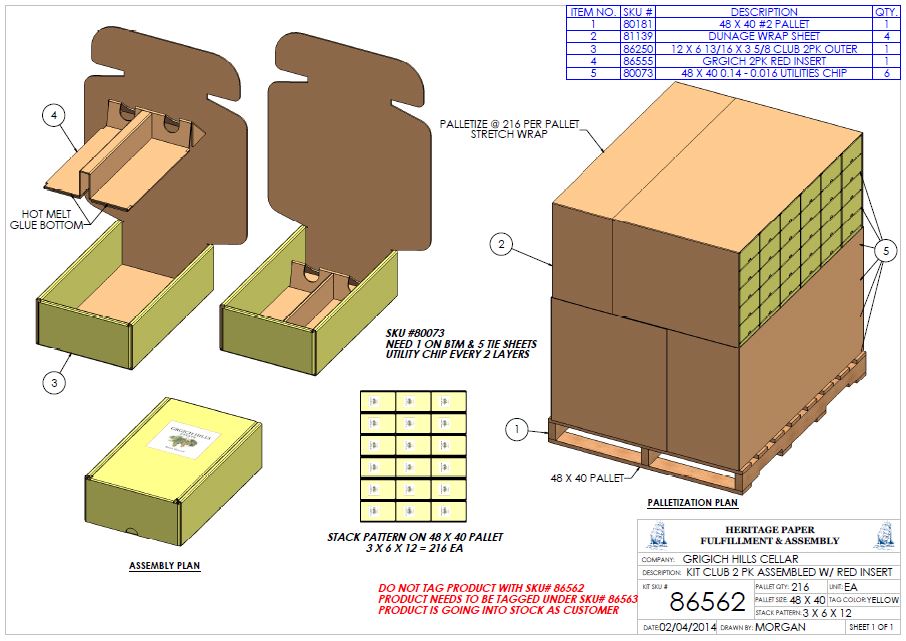 ITEM NO. SKU # DESCRIPTION QTY.
1 80181 48 X 40 #2 PALLET 1
2 81139 DUNAGE WRAP SHEET 4
3 86250 12 X 6 13/16 X 3 5/8 CLUB 2PK OUTER 1
4 86555 GRGICH 2PK RED INSERT 1
5 80073 48 X 40 0.14 - 0.016 UTILITIES CHIP 6
4
HOT MELT
GLUE BOTTOM
3
PALLETIZE @ 216 PER PALLET
STRETCH WRAP
2
5
1
48 X 40 PALLET
PALLETIZATION PLAN
SKU #80073
NEED 1 ON BTM & 5 TIE SHEETS
UTILITY CHIP EVERY 2 LAYERS
GRGICH HILLS
ASSEMBLY PLAN
STACK PATTERN ON 48 X 40 PALLET
3 X 6 X 12 = 216 EA
DO NOT TAG PRODUCT WITH SKU# 86562
PRODUCT NEEDS TO BE TAGGED UNDER SKU# 86563
PRODUCT IS GOING INTO STOCK AS CUSTOMER
HERITAGE PAPER
FULFILLMENT & ASSEMBLY
COMPANY: GRIGICH HILLS CELLAR
DESCRIPTION: KIT CLUB 2 PK ASSEMBLED W/ RED INSERT
KIT SKU # 86562
PALLET QTY: 216 UNIT: EA
PALLET SIZE: 48 X 40 TAG COLOR: YELLOW
STACK PATTERN: 3 X 6 X 12
DATE: 02/04/2014 DRAWN BY: MORGAN SHEET 1 OF 1